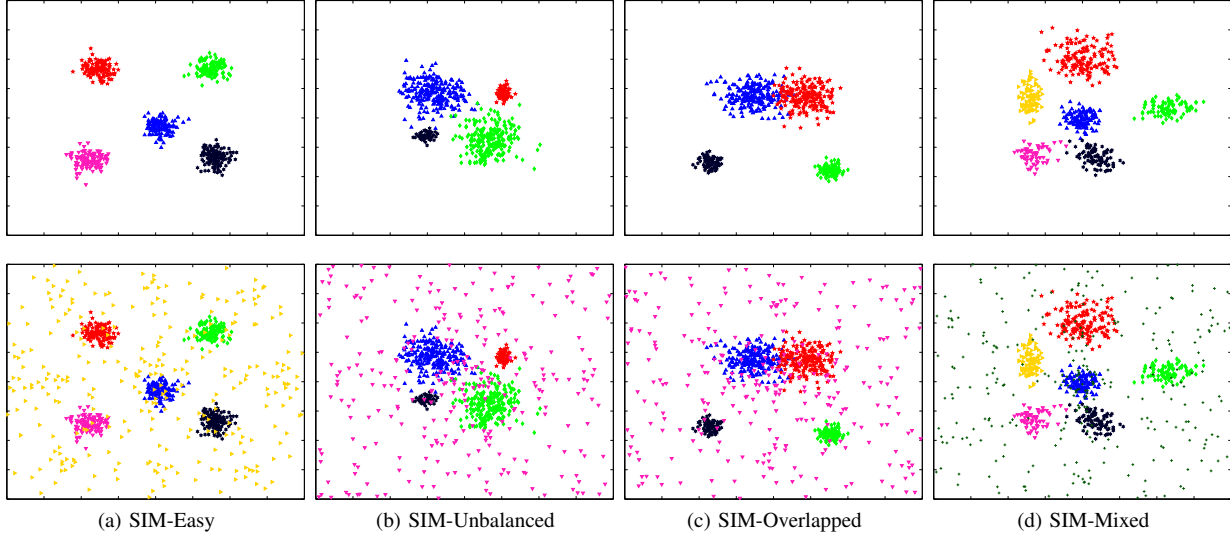 (a) SIM-Easy
(b) SIM-Unbalanced
(c) SIM-Overlapped
(d) SIM-Mixed